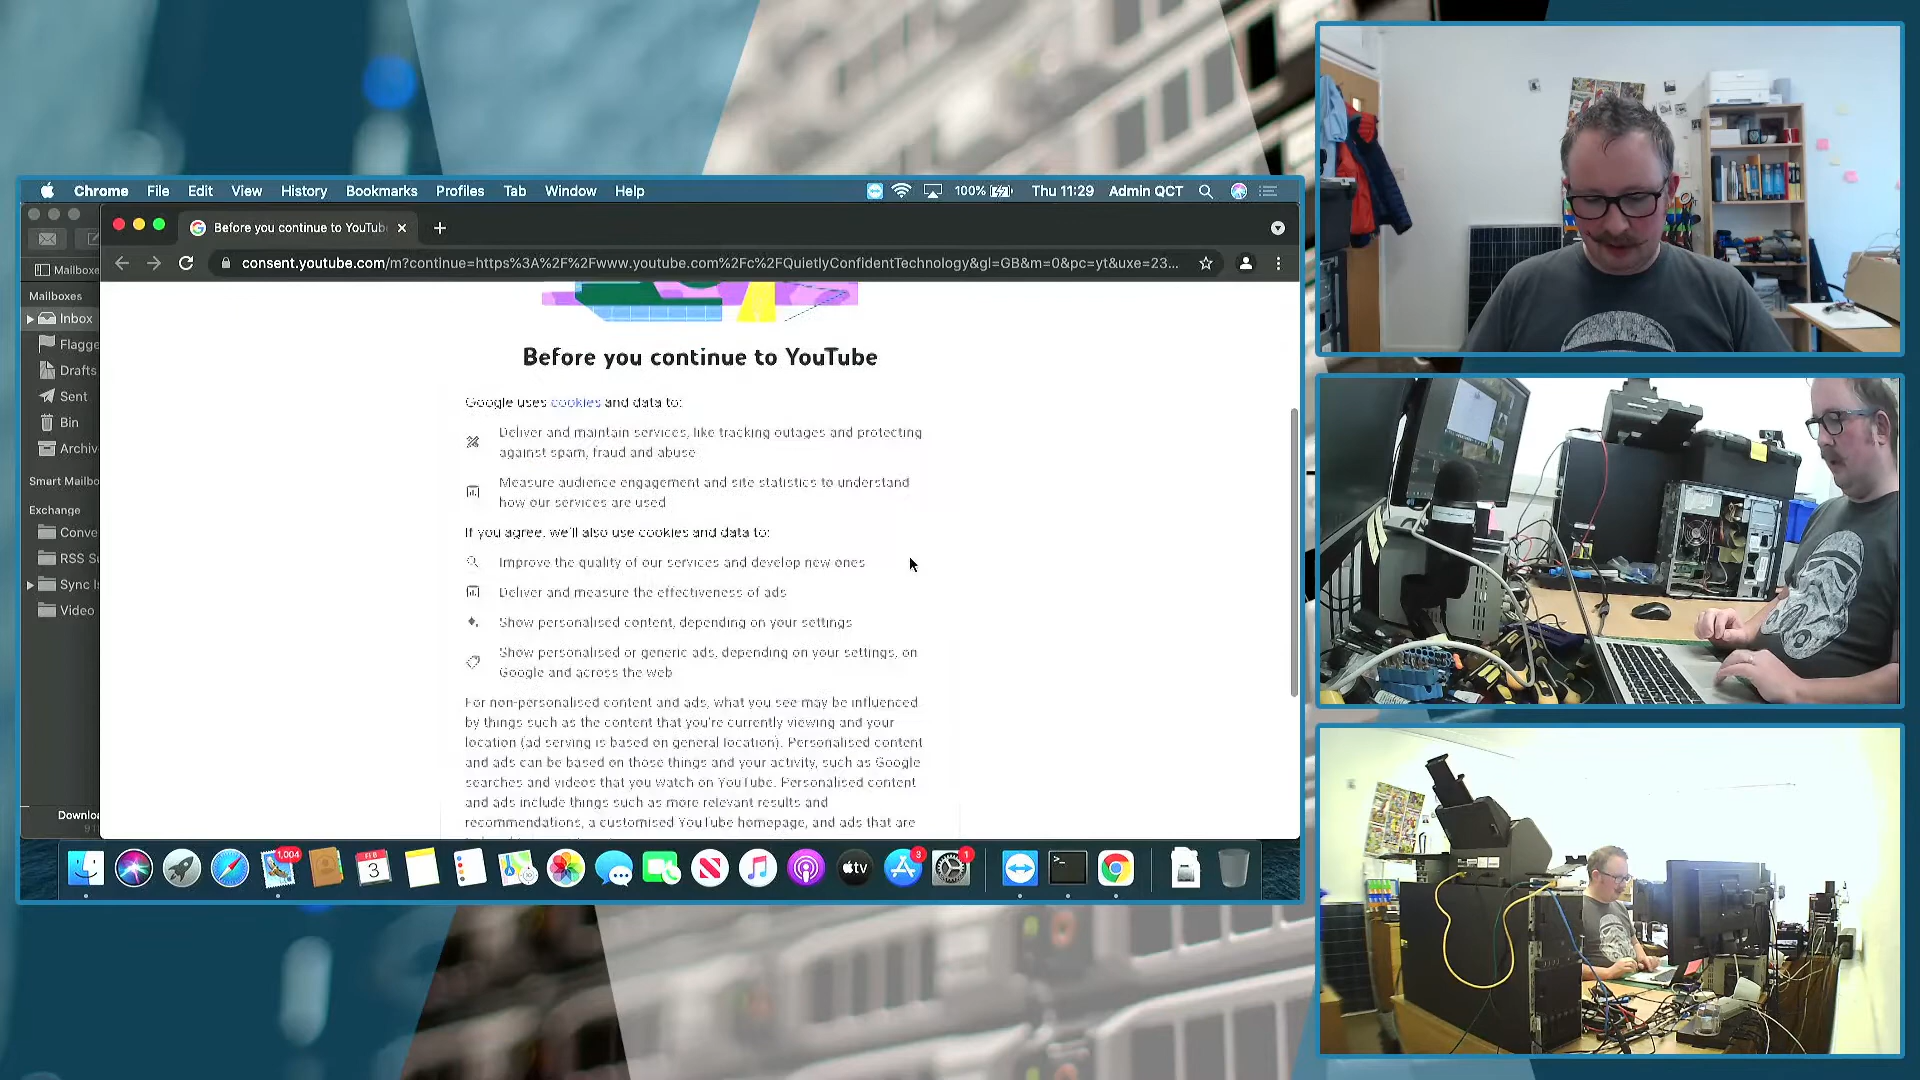 Chrome File Edit View History Bookmarks Profiles Tab Window Help 100% Thu 11:29 Admin QCT
Before you continue to YouTub
consent.youtube.com/m?continue=https%3A%2F%2Fwww.youtube.com%2Fc%2FQuietlyConfidentTechnology&gl=GB&m=0&pc=yt&uxe=23...
Mailboxe
Mailboxes
Inbox
Flagge
Drafts
Sent
Bin
Archiv
Smart Mailbo
Exchange
Conve
RSS Su
Sync Is
Video
Downloa
Before you continue to YouTube
Google uses cookies and data to:
Deliver and maintain services, like tracking outages and protecting
against spam, fraud and abuse
Measure audience engagement and site statistics to understand
how our services are used
If you agree, we'll also use cookies and data to:
Improve the quality of our services and develop new ones
Deliver and measure the effectiveness of ads
Show personalised content, depending on your settings
Show personalised or generic ads, depending on your settings, on
Google and across the web
For non-personalised content and ads, what you see may be influenced
by things such as the content that you're currently viewing and your
location (ad serving is based on general location). Personalised content
and ads can be based on those things and your activity, such as Google
searches and videos that you watch on YouTube. Personalised content
and ads include things such as more relevant results and
recommendations, a customised YouTube homepage, and ads that are
1,004
FEB
3
tv
3
1